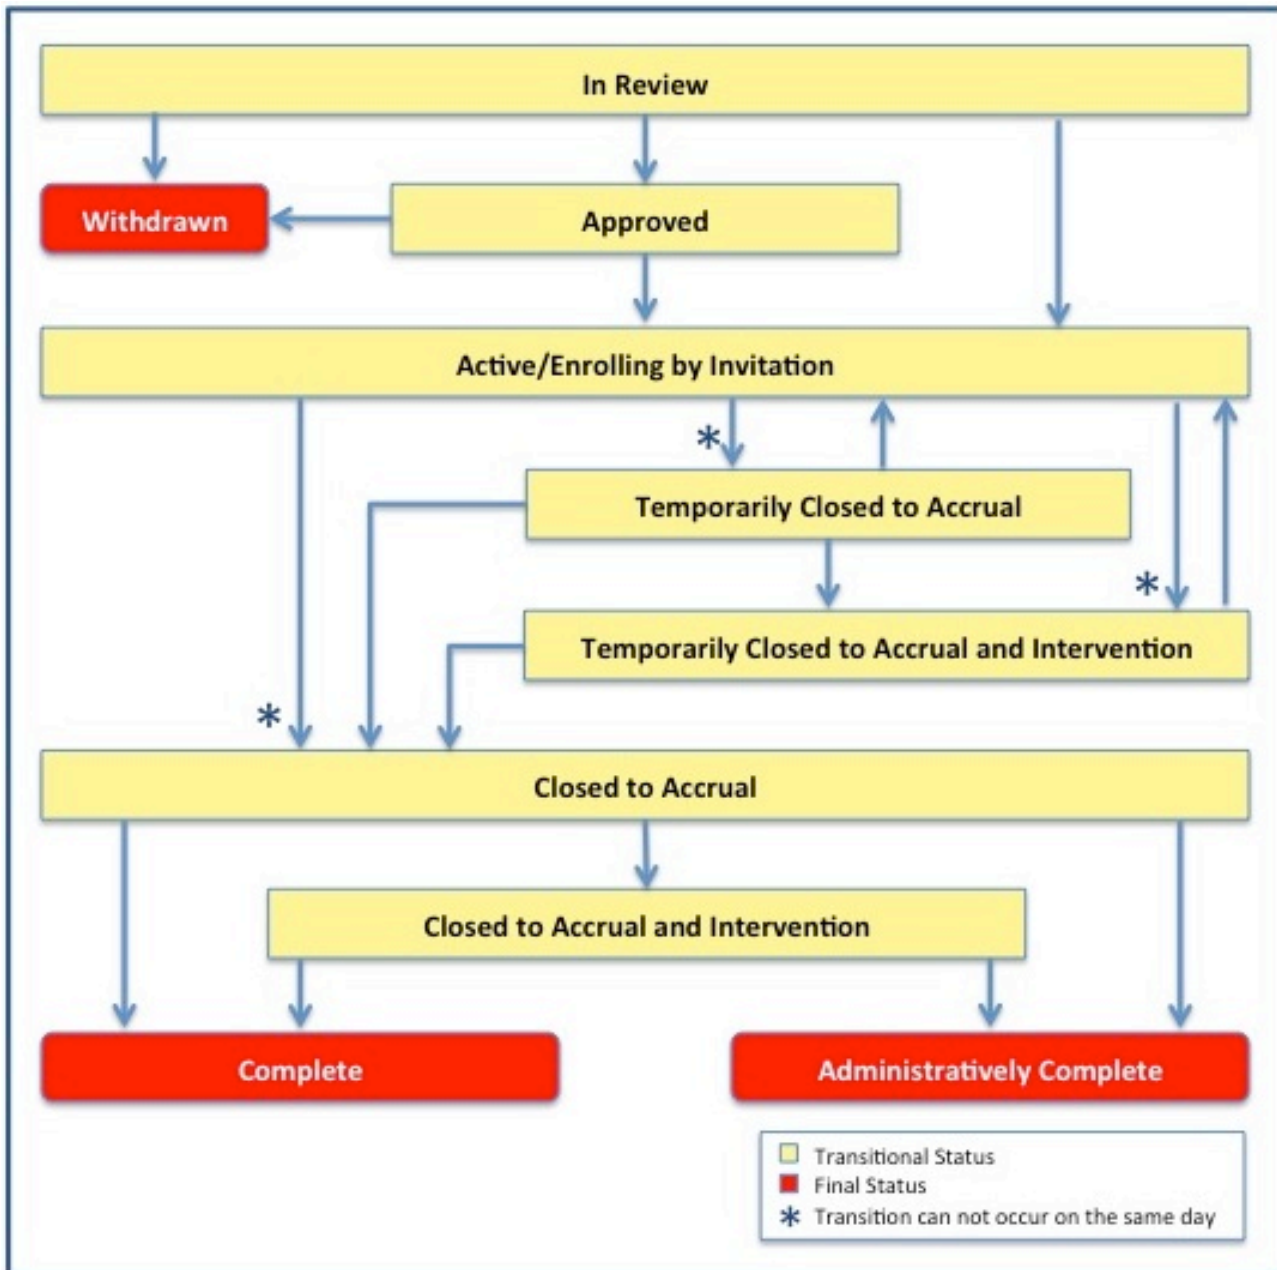 In Review
Withdrawn
Approved
Active/Enrolling by Invitation
*
Temporarily Closed to Accrual
*
Temporarily Closed to Accrual and Intervention
*
Closed to Accrual
Closed to Accrual and Intervention
Complete
Administratively Complete
Transitional Status
Final Status
* Transition can not occur on the same day